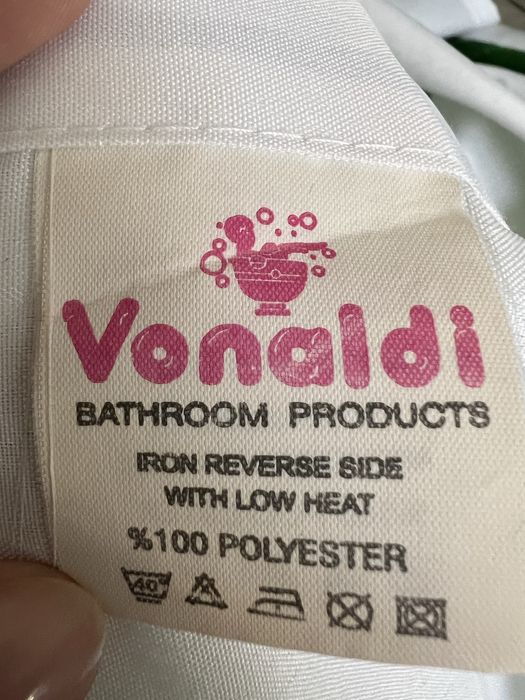 Vonaldi
BATHROOM PRODUCTS
IRON REVERSE SIDE
WITH LOW HEAT
%100 POLYESTER
40°